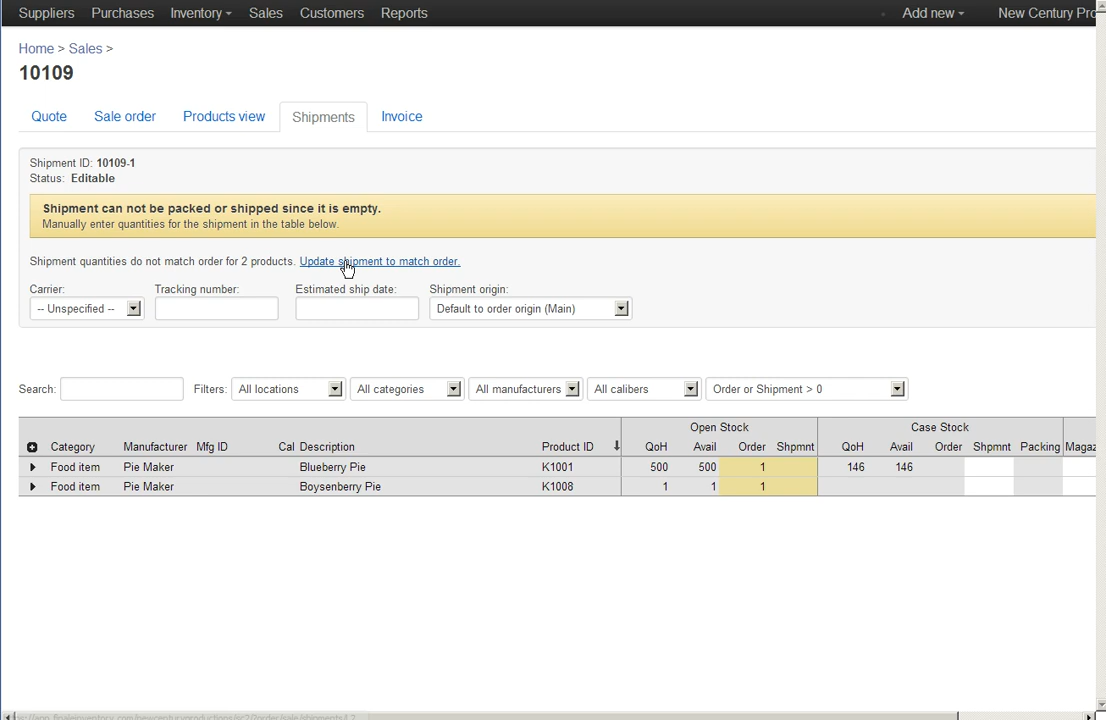 Suppliers Purchases Inventory Sales Customers Reports Add new New Century Pro
Home > Sales >
10109
Quote Sale order Products view Shipments Invoice
Shipment ID: 10109-1
Status: Editable
Shipment can not be packed or shipped since it is empty.
Manually enter quantities for the shipment in the table below.
Shipment quantities do not match order for 2 products. Update shipment to match order.
Carrier: Tracking number: Estimated ship date: Shipment origin:
-- Unspecified -- Default to order origin (Main)
Search: Filters: All locations All categories All manufacturers All calibers Order or Shipment > 0
Open Stock Case Stock
Category Manufacturer Mfg ID Cal Description Product ID QoH Avail Order Shpmnt QoH Avail Order Shpmnt Packing Magaz
Food item Pie Maker Blueberry Pie K1001 500 500 1 146 146
Food item Pie Maker Boysenberry Pie K1008 1 1 1